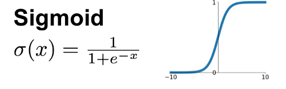 Sigmoid
σ(x) = 1/(1+e^{-x})
1
0
-10
10